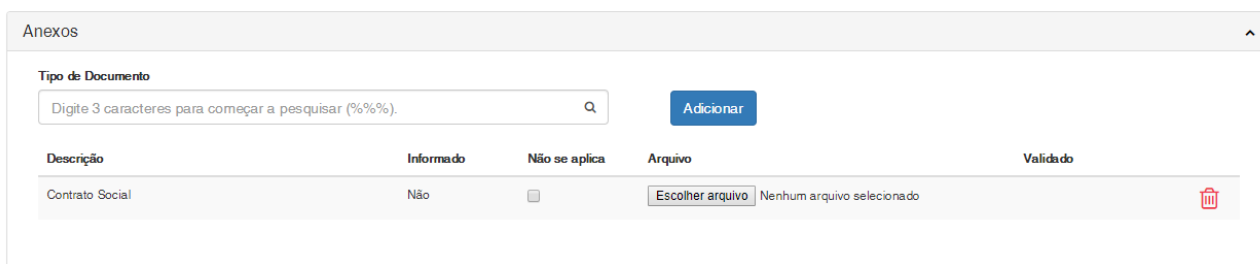 Anexos
Tipo de Documento
Digite 3 caracteres para começar a pesquisar (%%%).
Adicionar
Descrição Informado Não se aplica Arquivo Validado
Contrato Social Não Escolher arquivo Nenhum arquivo selecionado